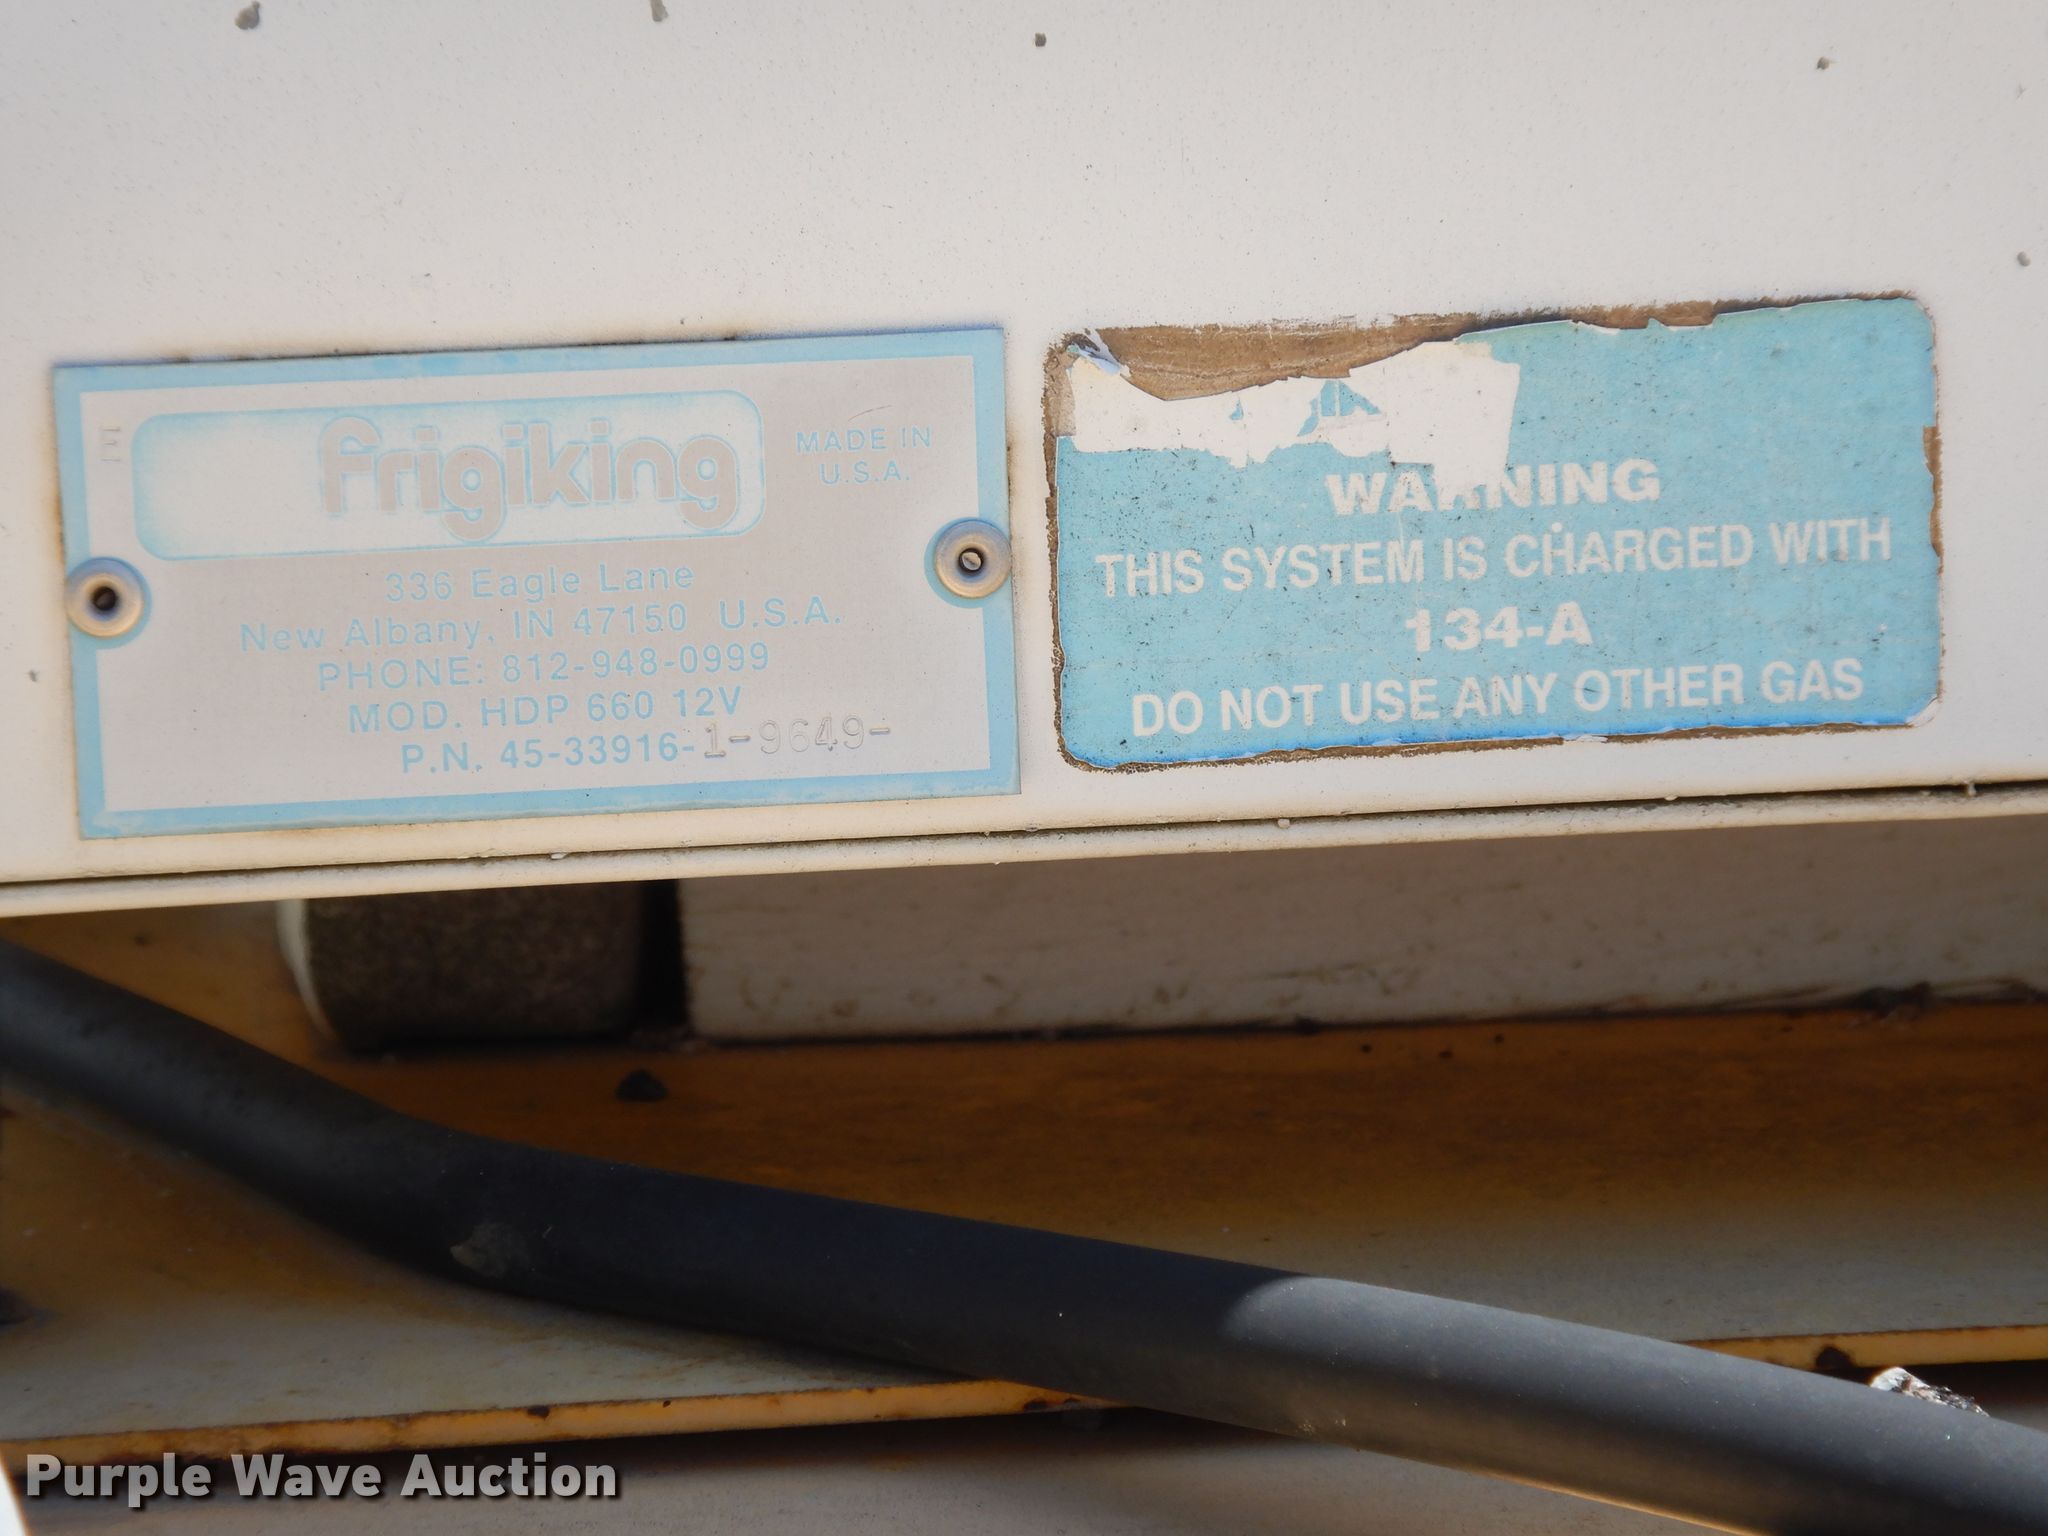 frigiking
MADE IN
U.S.A.
336 Eagle Lane
New Albany, IN 47150 U.S.A.
PHONE: 812-948-0999
MOD. HDP 660 12V
P.N. 45-33916-1-9649-
WARNING
THIS SYSTEM IS CHARGED WITH
134-A
DO NOT USE ANY OTHER GAS
Purple Wave Auction